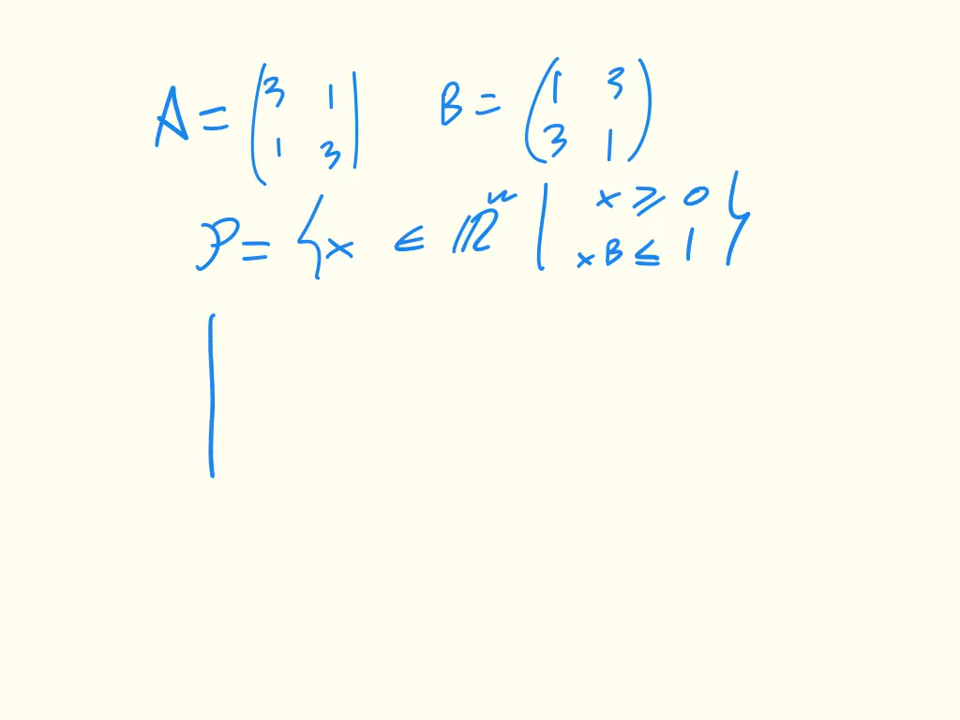 A = (3 1 B = (1 3
1 3) 3 1)
P = {x ∈ ℝⁿ | x ≥ 0
xB ≤ 1}